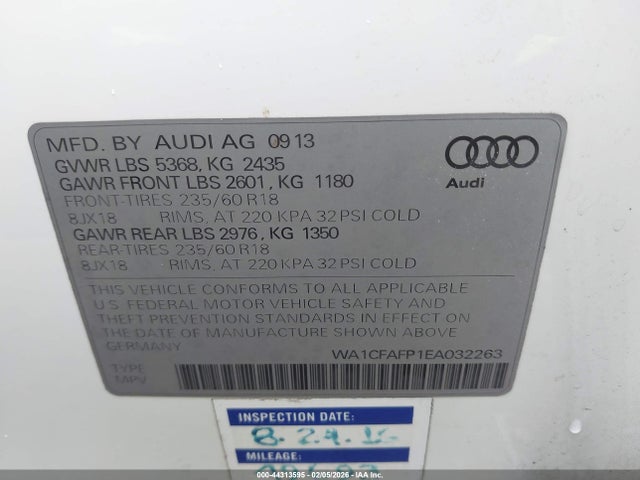 MFD. BY AUDI AG 09 13
GVWR LBS 5368, KG 2435
GAWR FRONT LBS 2601, KG 1180
FRONT-TIRES 235/60 R18
8JX18 RIMS, AT 220 KPA 32 PSI COLD
GAWR REAR LBS 2976, KG 1350
REAR-TIRES 235/60 R18
8JX18 RIMS, AT 220 KPA 32 PSI COLD
Audi
THIS VEHICLE CONFORMS TO ALL APPLICABLE
U.S. FEDERAL MOTOR VEHICLE SAFETY AND
THEFT PREVENTION STANDARDS IN EFFECT ON
THE DATE OF MANUFACTURE SHOWN ABOVE
WA1CFAFP1EA032263
TYPE
MPV
INSPECTION DATE:
MILEAGE:
© - 44313595 - 02/05/2026 - 02:08 PM